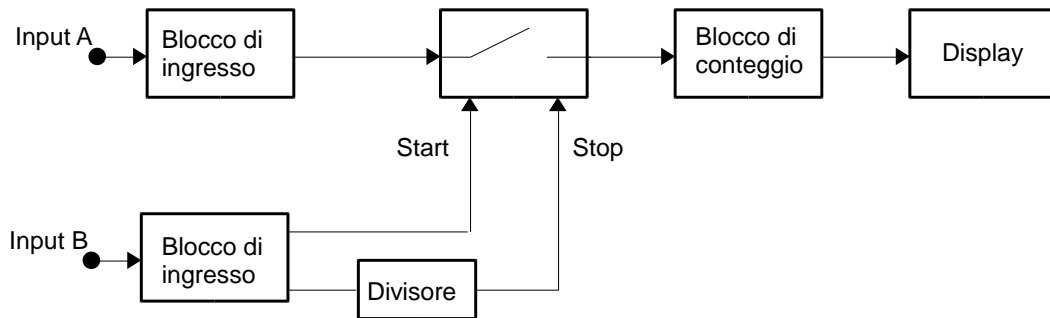 Input A
Blocco di
ingresso
Blocco di
conteggio
Display
Start
Stop
Input B
Blocco di
ingresso
Divisore